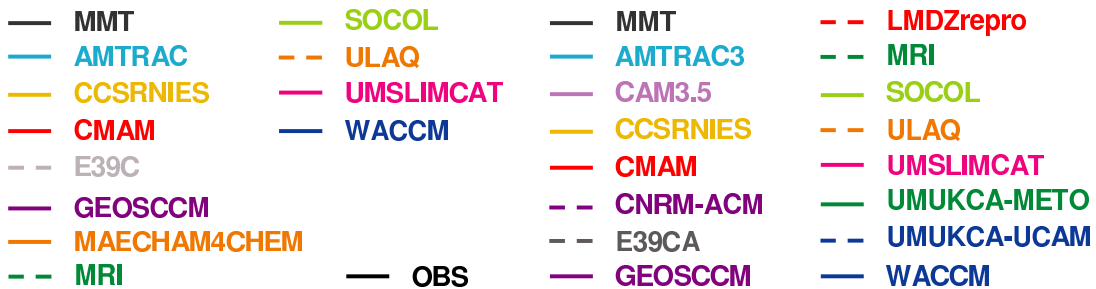 MMT
AMTRAC
CCSRNIES
CMAM
E39C
GEOSCCM
MAECHAM4CHEM
MRI
SOCOL
ULAQ
UMSLIMCAT
WACCM
OBS
MMT
AMTRAC3
CAM3.5
CCSRNIES
CMAM
CNRM-ACM
E39CA
GEOSCCM
LMDZrepro
MRI
SOCOL
ULAQ
UMSLIMCAT
UMUKCA-METO
UMUKCA-UCAM
WACCM